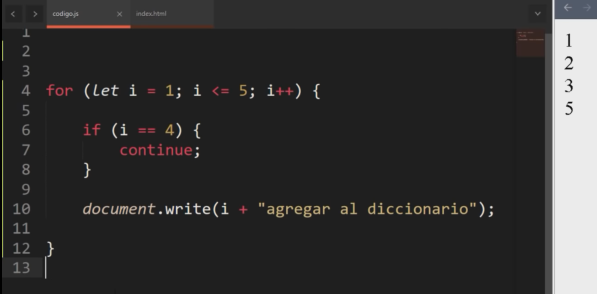 codigo.js × index.html
1
2
3
4 for (let i = 1; i <= 5; i++) {
5
6 if (i == 4) {
7 continue;
8 }
9
10 document.write(i + "agregar al diccionario");
11
12 }
13
1
2
3
5